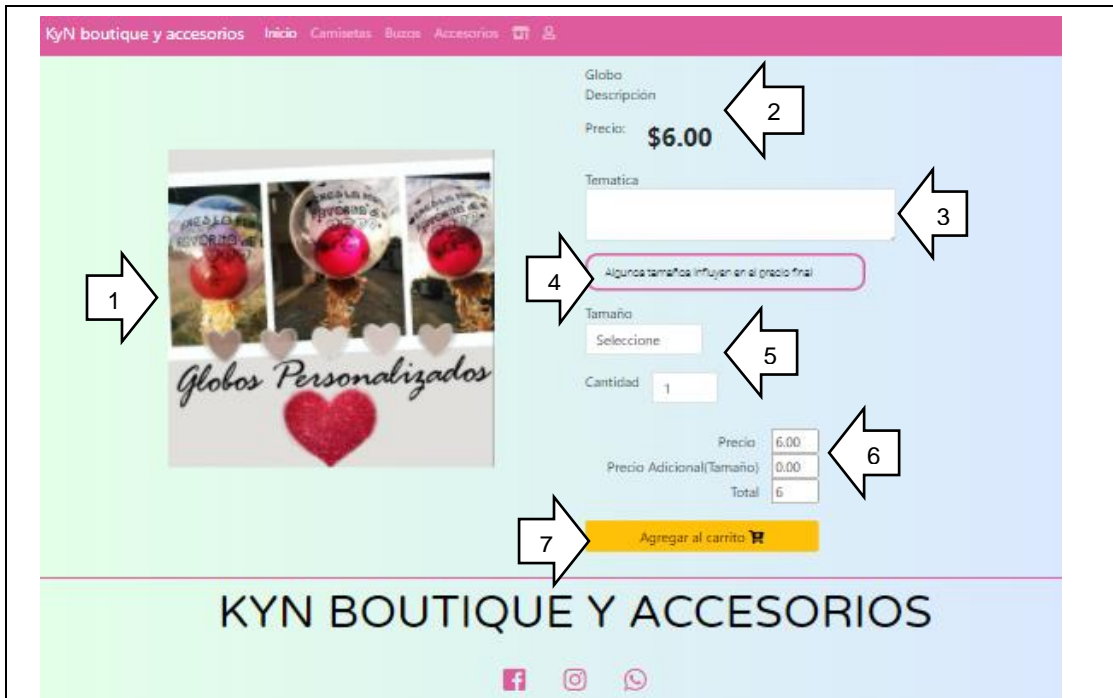 KyN boutique y accesorios Inicio Camisetas Buzos Accesorios
Globo
Descripción
2
Precio: $6.00
Tematica
3
4
Algunos tamaños influyen en el precio final
1
Tamaño
Seleccione
5
Cantidad 1
Globos Personalizados
Precio 6.00
6
Precio Adicional(Tamaño) 0.00
Total 6
7
Agregar al carrito
KYN BOUTIQUE Y ACCESORIOS